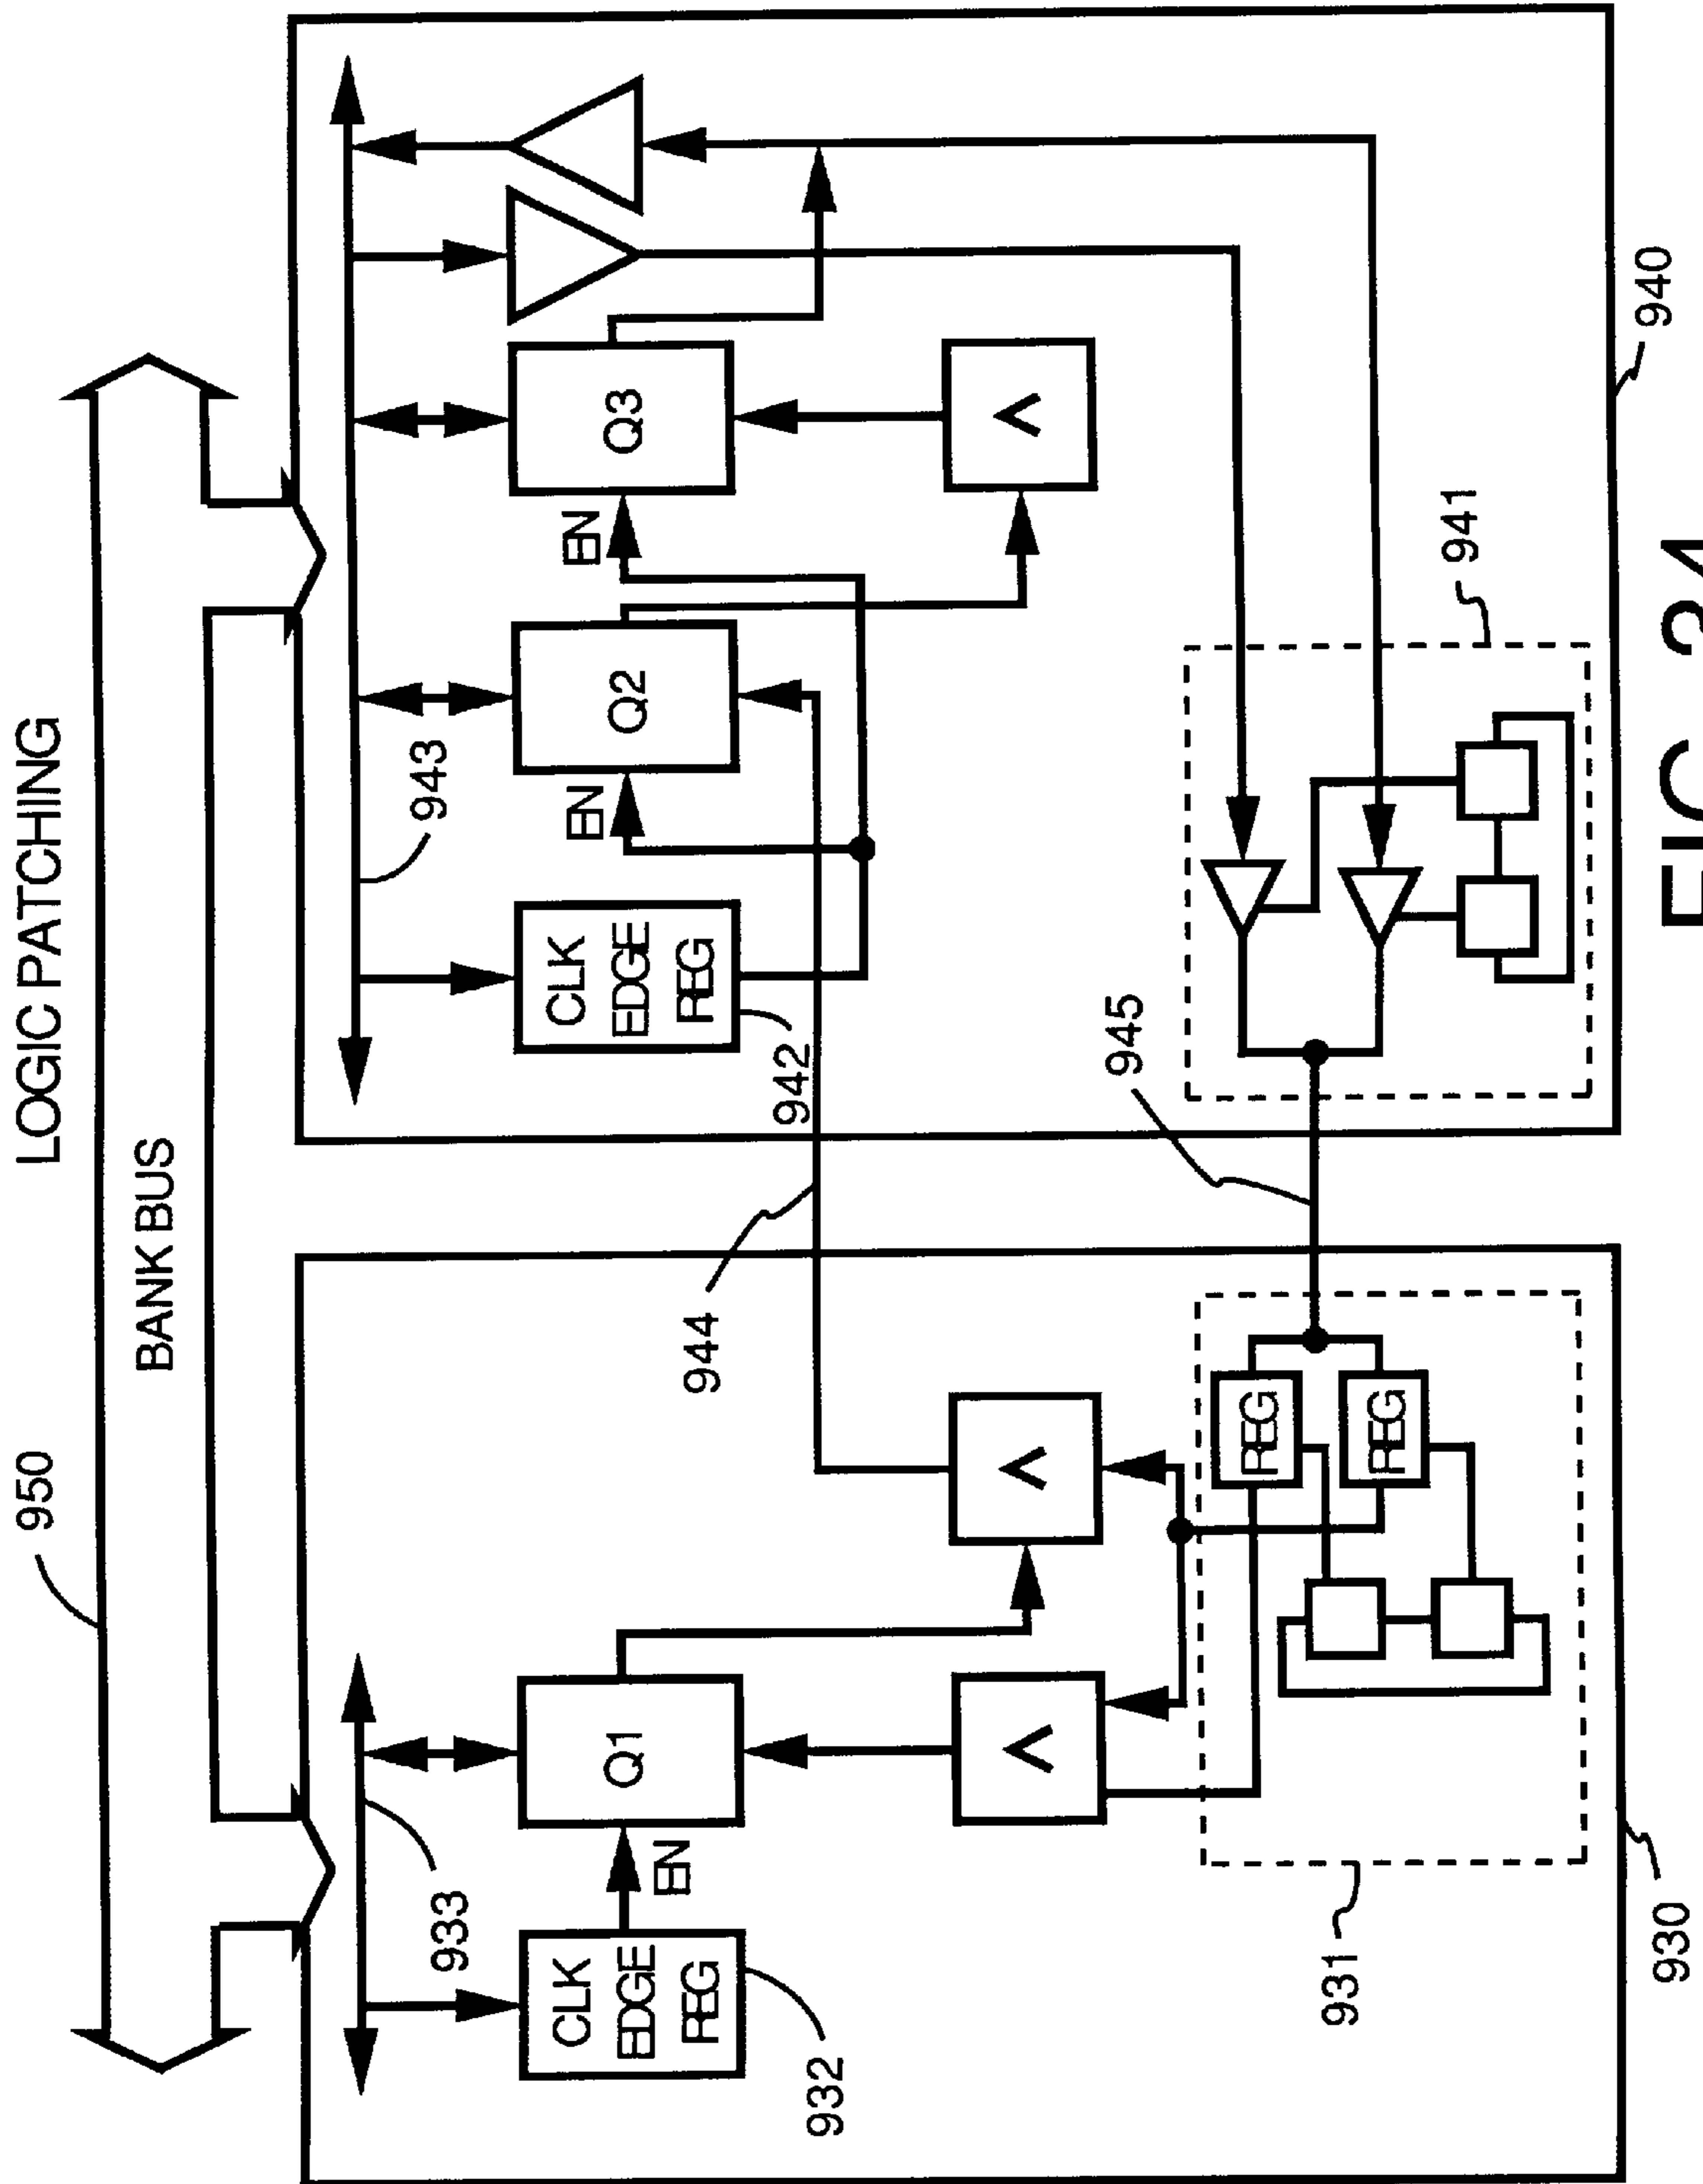 950
LOGIC PATCHING
BANK BUS
933
943
CLK
EDGE
REG
EN
Q1
CLK
EDGE
REG
EN
Q2
EN
Q3
932
944
942
<
<
<
945
REG
REG
931
941
930
940